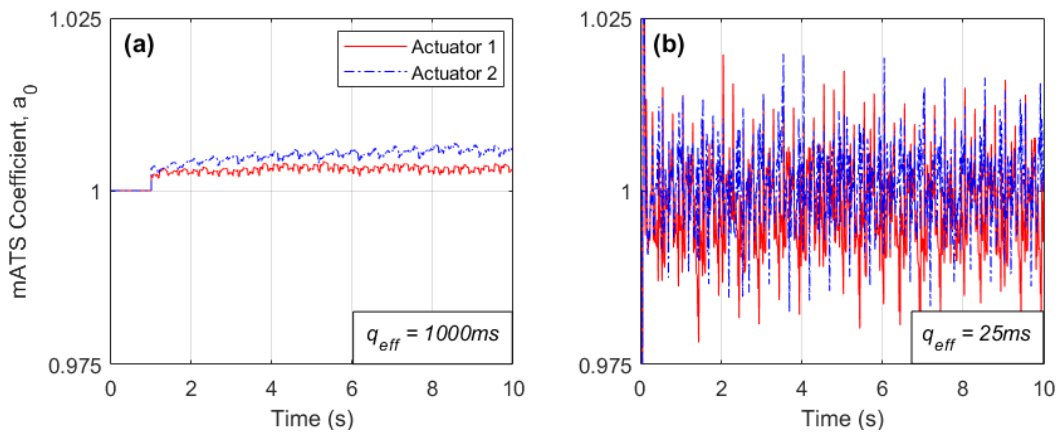 1.025
(a)
Actuator 1
Actuator 2
mATS Coefficient, a0
1
q_eff = 1000ms
0.975
0 2 4 6 8 10
Time (s)
1.025
(b)
1
q_eff = 25ms
0.975
0 2 4 6 8 10
Time (s)